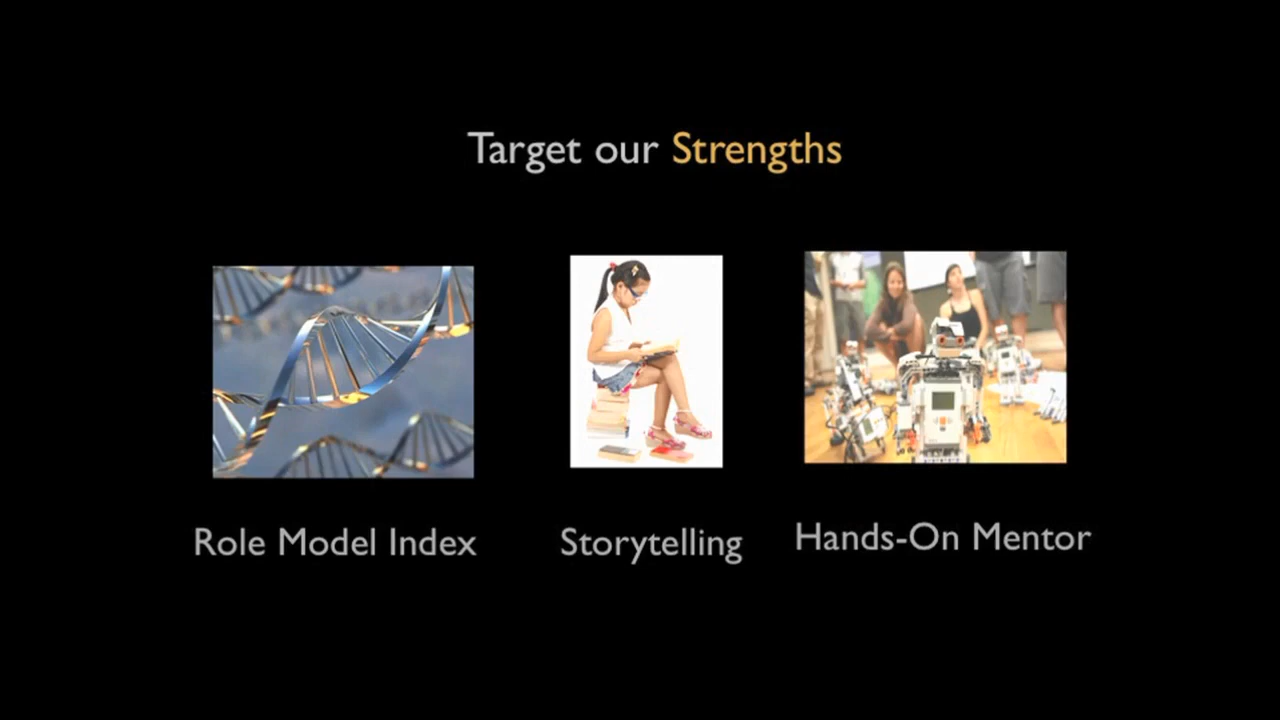 Target our Strengths
Role Model Index
Storytelling
Hands-On Mentor